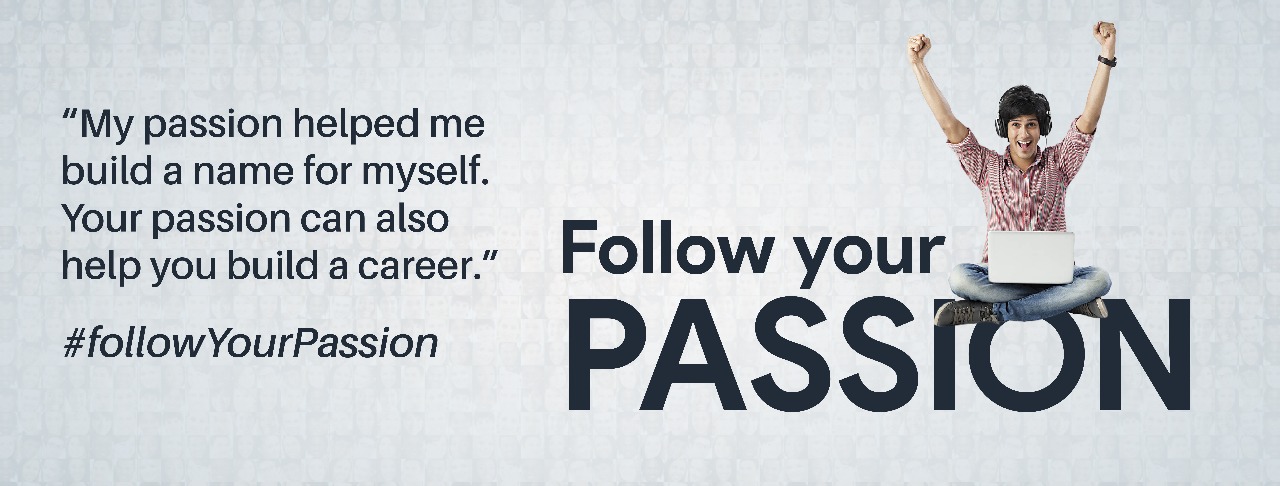 “My passion helped me
build a name for myself.
Your passion can also
help you build a career.”
#followYourPassion
Follow your
PASSION